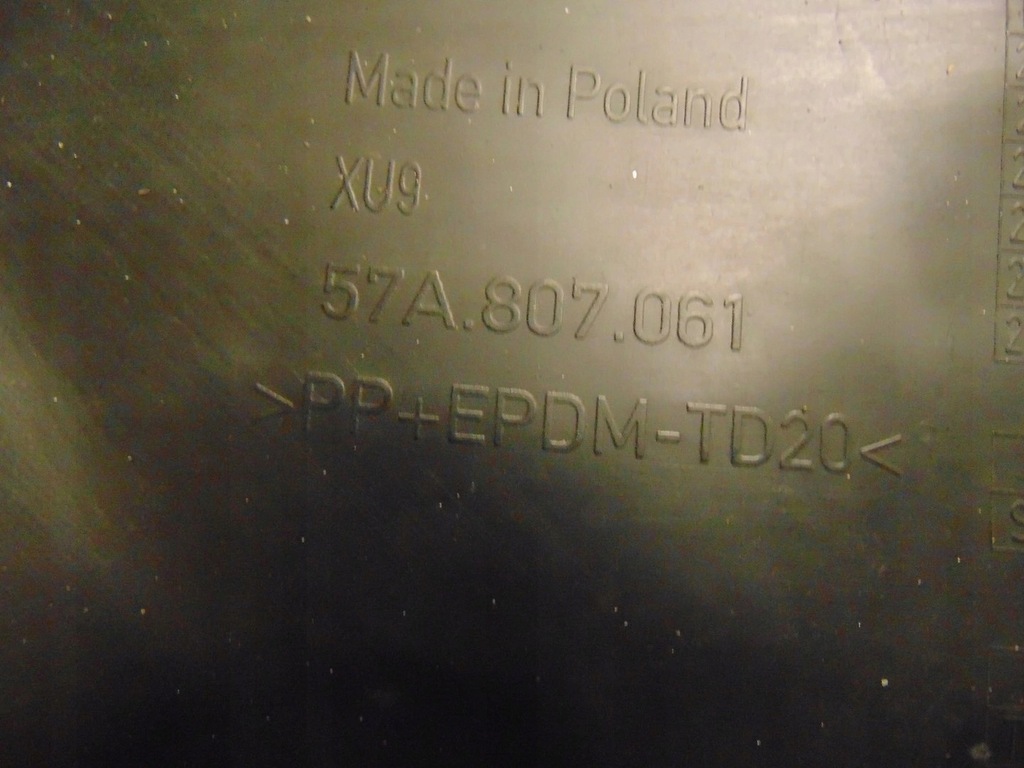 Made in Poland
XU9
57A.807.061
>PP+EPDM-TD20<